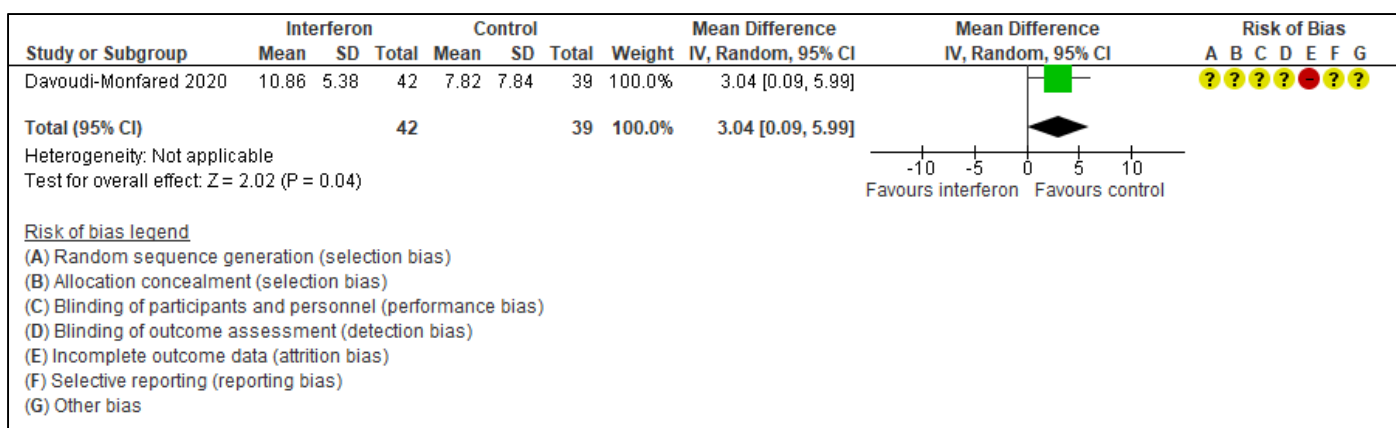 Interferon Control Mean Difference Mean Difference Risk of Bias
Study or Subgroup Mean SD Total Mean SD Total Weight IV, Random, 95% CI IV, Random, 95% CI A B C D E F G
Davoudi-Monfared 2020 10.86 5.38 42 7.82 7.84 39 100.0% 3.04 [0.09, 5.99] ? ? ? ? - ? ?
Total (95% CI) 42 39 100.0% 3.04 [0.09, 5.99]
Heterogeneity: Not applicable
Test for overall effect: Z = 2.02 (P = 0.04)
-10 -5 0 5 10
Favours interferon Favours control
Risk of bias legend
(A) Random sequence generation (selection bias)
(B) Allocation concealment (selection bias)
(C) Blinding of participants and personnel (performance bias)
(D) Blinding of outcome assessment (detection bias)
(E) Incomplete outcome data (attrition bias)
(F) Selective reporting (reporting bias)
(G) Other bias